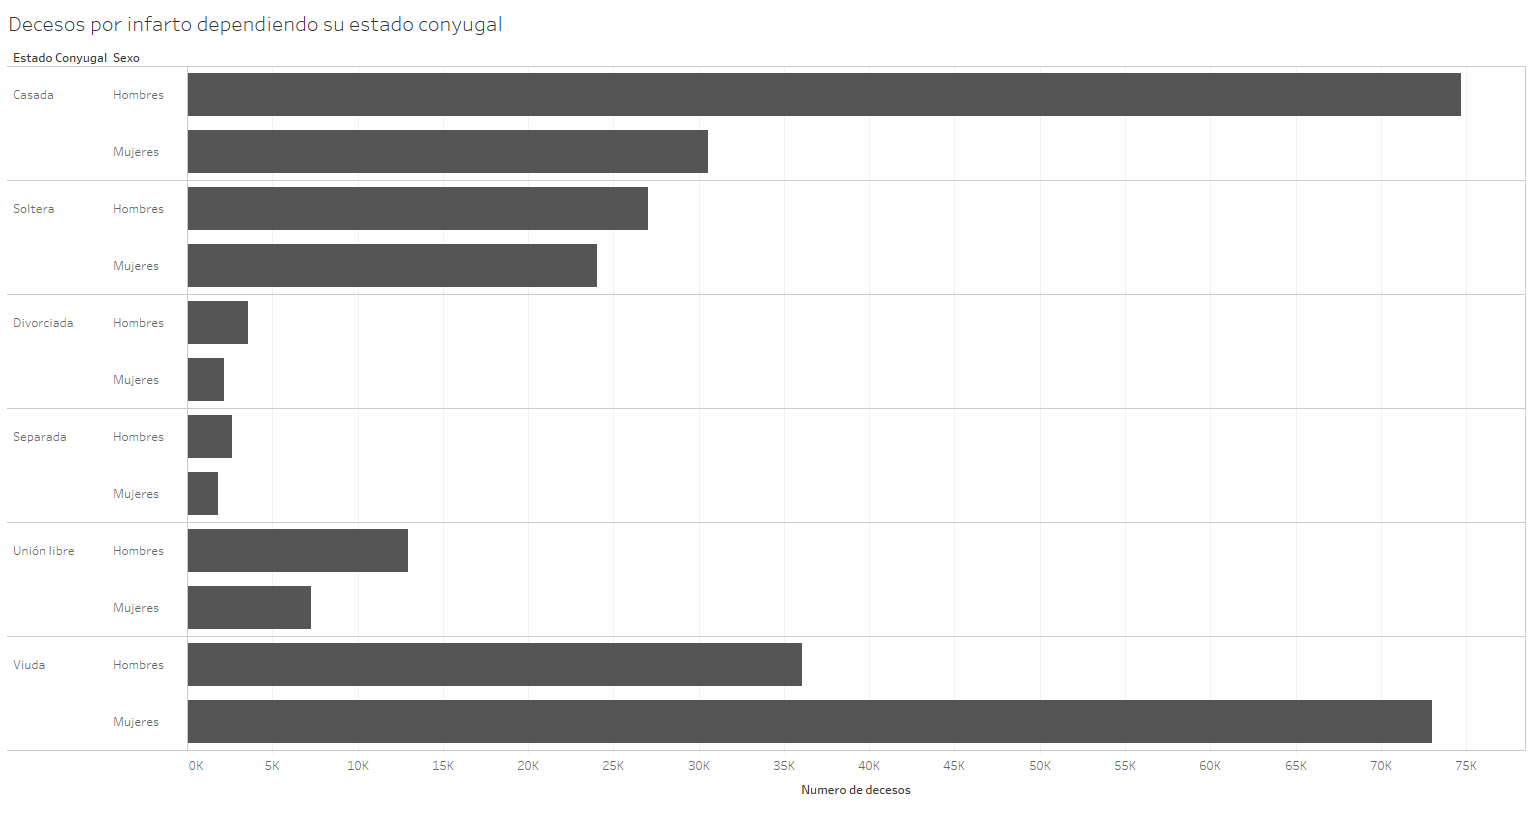 Decesos por infarto dependiendo su estado conyugal
Estado Conyugal Sexo
Casada Hombres
Mujeres
Soltera Hombres
Mujeres
Divorciada Hombres
Mujeres
Separada Hombres
Mujeres
Unión libre Hombres
Mujeres
Viuda Hombres
Mujeres
0K 5K 10K 15K 20K 25K 30K 35K 40K 45K 50K 55K 60K 65K 70K 75K
Numero de decesos